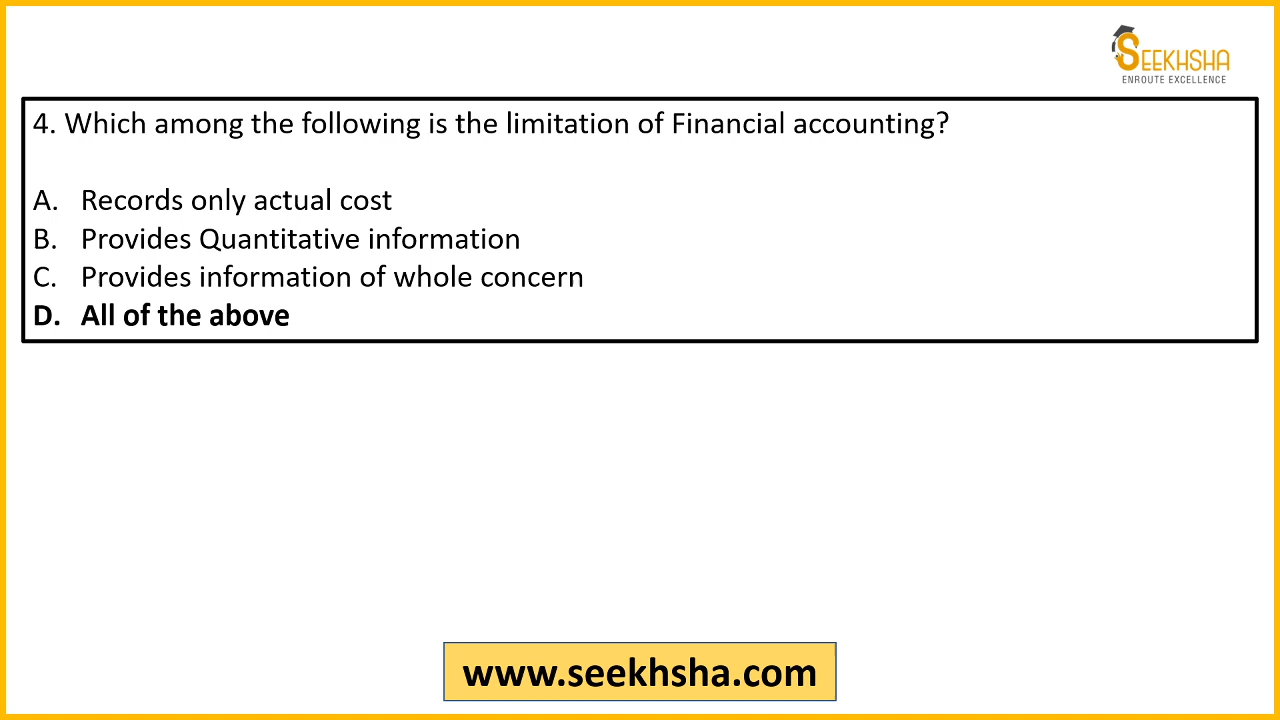 SEEKHSHA
ENROUTE EXCELLENCE
4. Which among the following is the limitation of Financial accounting?
A. Records only actual cost
B. Provides Quantitative information
C. Provides information of whole concern
D. All of the above
www.seekhsha.com